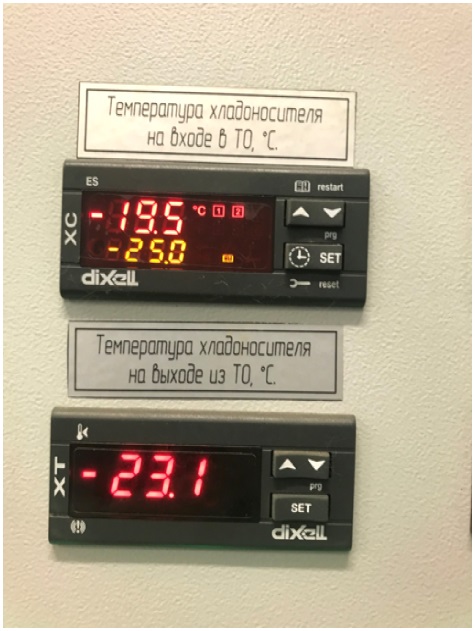 Температура хладоносителя
на входе в ТО, °С.
ES
restart
XC
-19.5 °C 1 2
-25.0
prg
SET
dixell
reset
Температура хладоносителя
на выходе из ТО, °С.
XT
-23.1
prg
SET
dixell